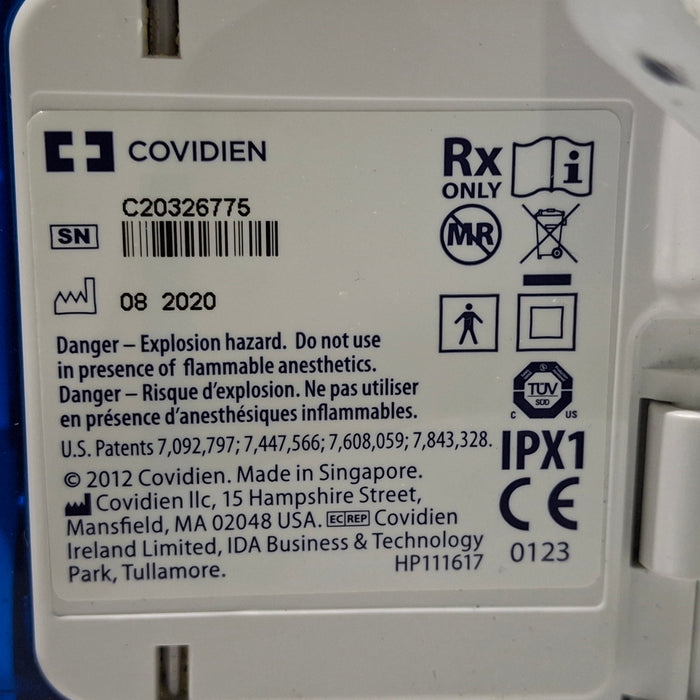 COVIDIEN
Rx
ONLY
i
SN
C20326775
MR
08 2020
Danger – Explosion hazard. Do not use
in presence of flammable anesthetics.
Danger – Risque d'explosion. Ne pas utiliser
en présence d'anesthésiques inflammables.
U.S. Patents 7,092,797; 7,447,566; 7,608,059; 7,843,328.
© 2012 Covidien. Made in Singapore.
Covidien llc, 15 Hampshire Street,
Mansfield, MA 02048 USA. EC REP Covidien
Ireland Limited, IDA Business & Technology
Park, Tullamore.
HP111617
TÜV
SÜD
C US
IPX1
CE
0123